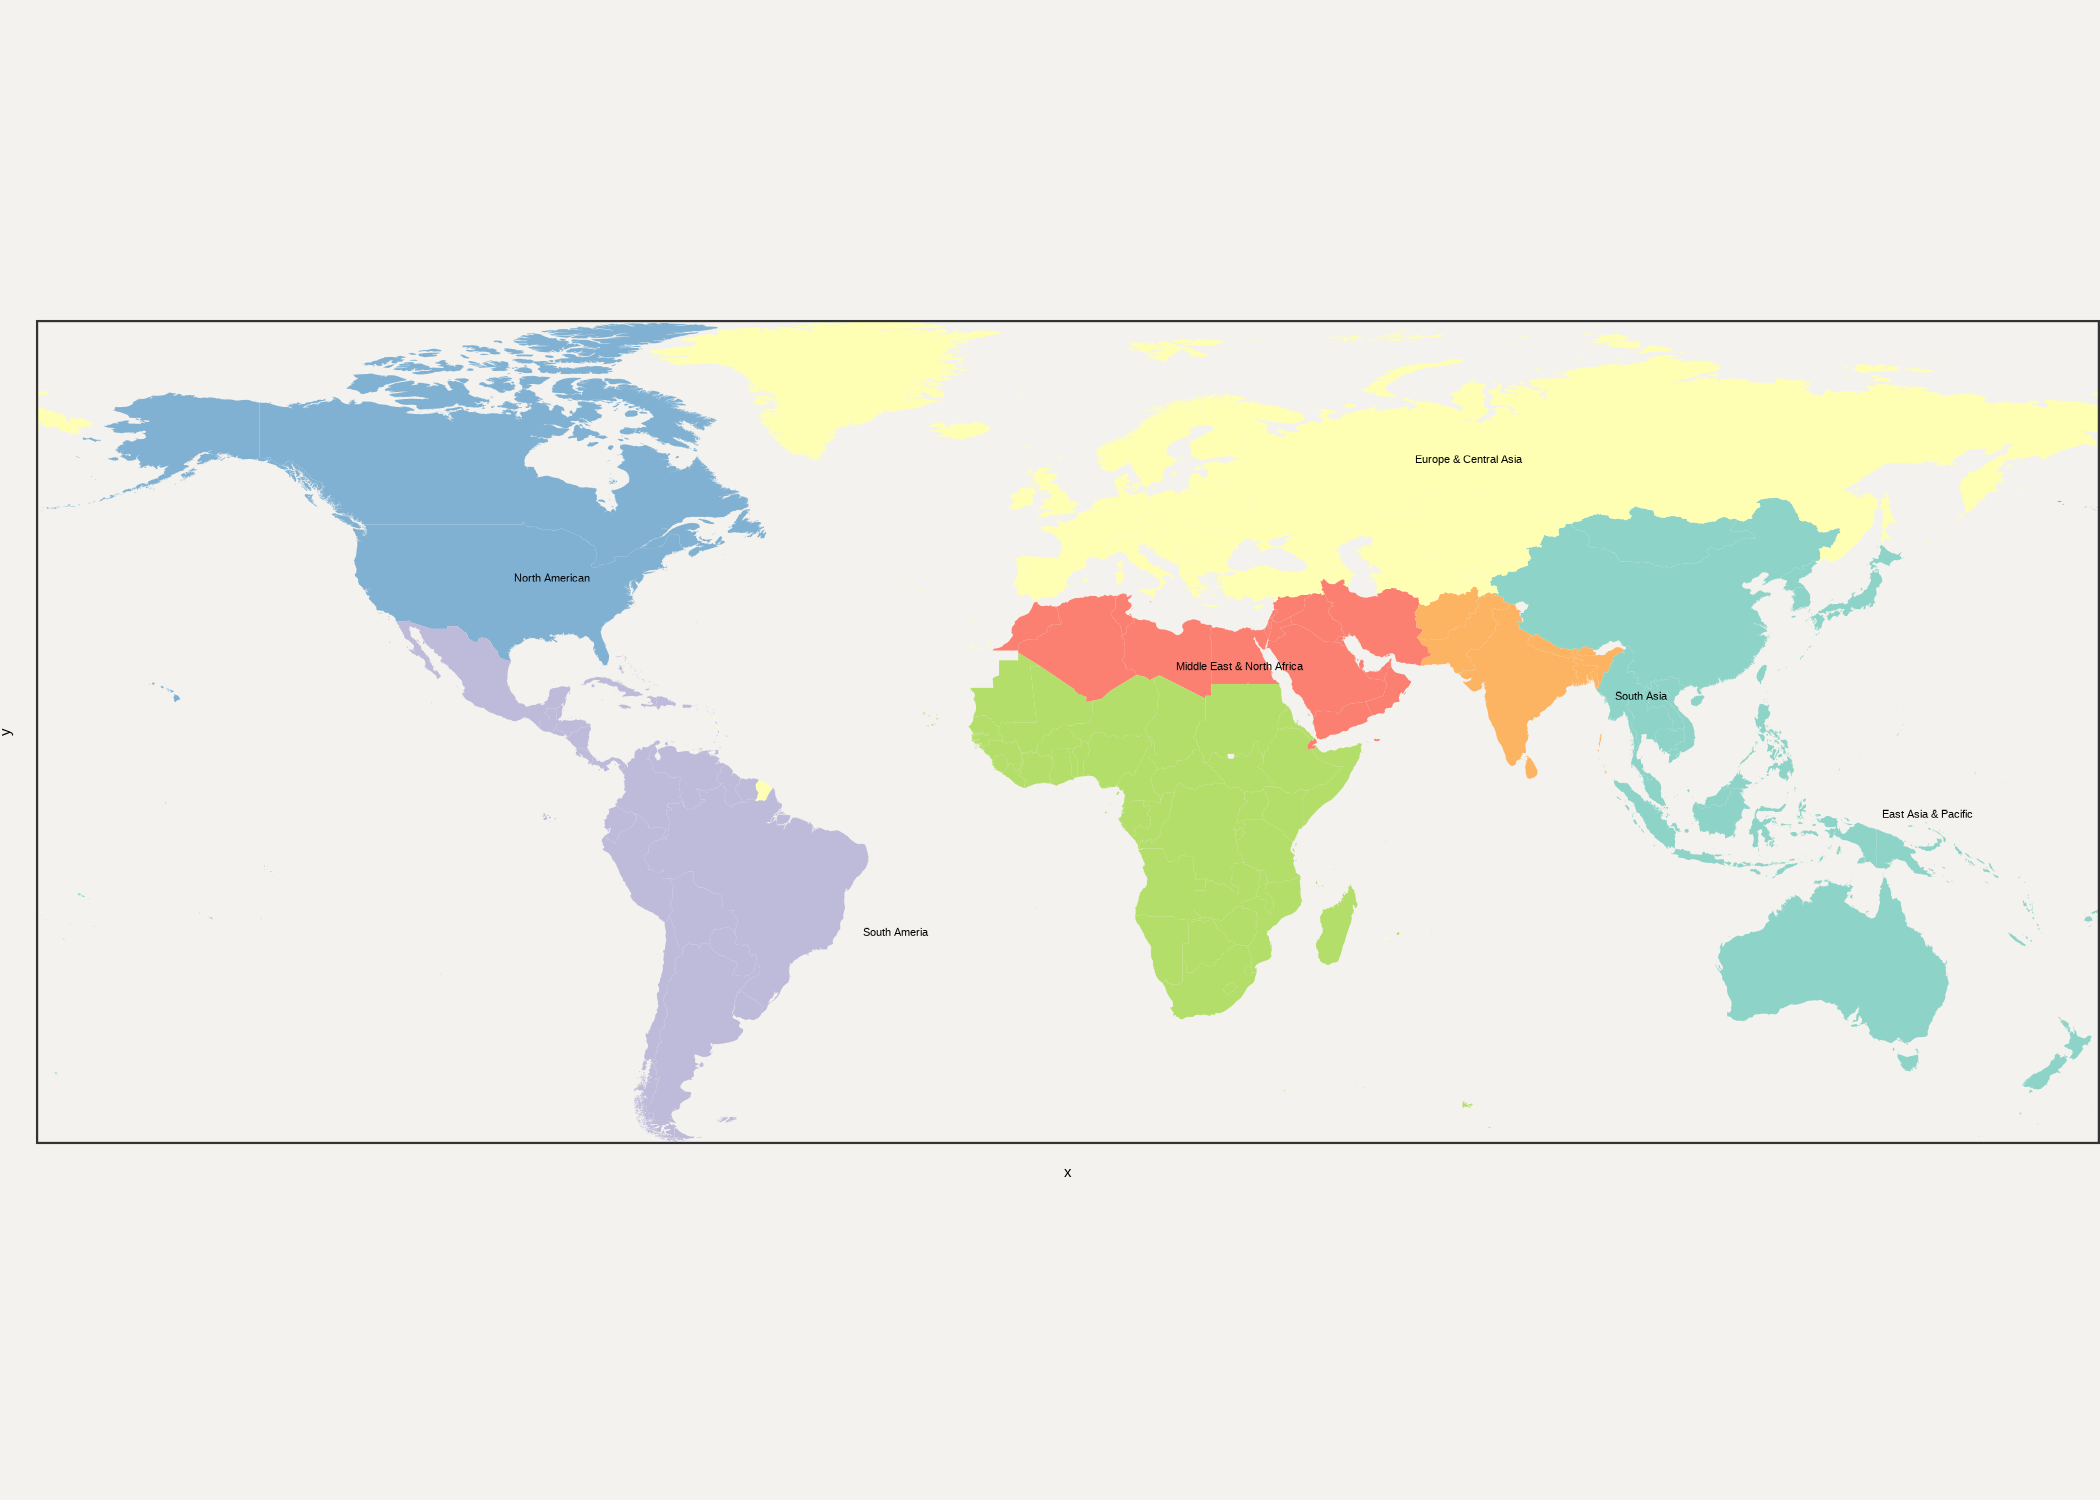 Europe & Central Asia
North American
Middle East & North Africa
South Asia
y
East Asia & Pacific
South Ameria
x